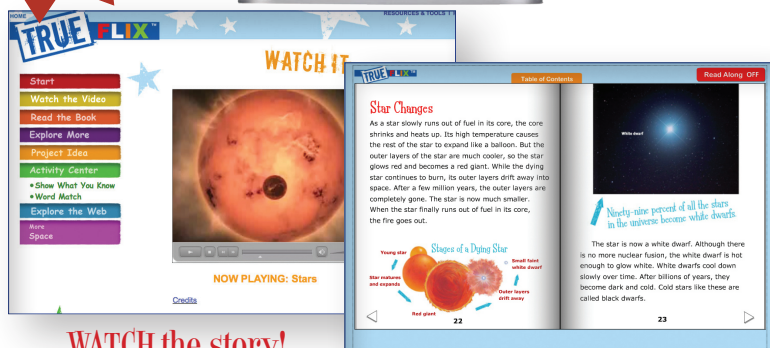 HOME
RESOURCES & TOOLS
TRUE FLIX™
WATCH IT
Start
Watch the Video
Read the Book
Explore More
Project Idea
Activity Center
• Show What You Know
• Word Match
Explore the Web
More
Space
NOW PLAYING: Stars
Credits
WATCH the story!
TRUE FLIX™
Table of Contents
Read Along OFF
Star Changes
As a star slowly runs out of fuel in its core, the core
shrinks and heats up. Its high temperature causes
the rest of the star to expand like a balloon. But the
outer layers of the star are much cooler, so the star
glows red and becomes a red giant. While the dying
star continues to burn, its outer layers drift away into
space. After a few million years, the outer layers are
completely gone. The star is now much smaller.
When the star finally runs out of fuel in its core,
the fire goes out.
Stages of a Dying Star
Young star
Star matures
and expands
Red giant
Outer layers
drift away
Small faint
white dwarf
22
White dwarf
Ninety-nine percent of all the stars
in the universe become white dwarfs
The star is now a white dwarf. Although there
is no more nuclear fusion, the white dwarf is hot
enough to glow white. White dwarfs cool down
slowly over time. After billions of years, they
become dark and cold. Cold stars like these are
called black dwarfs.
23